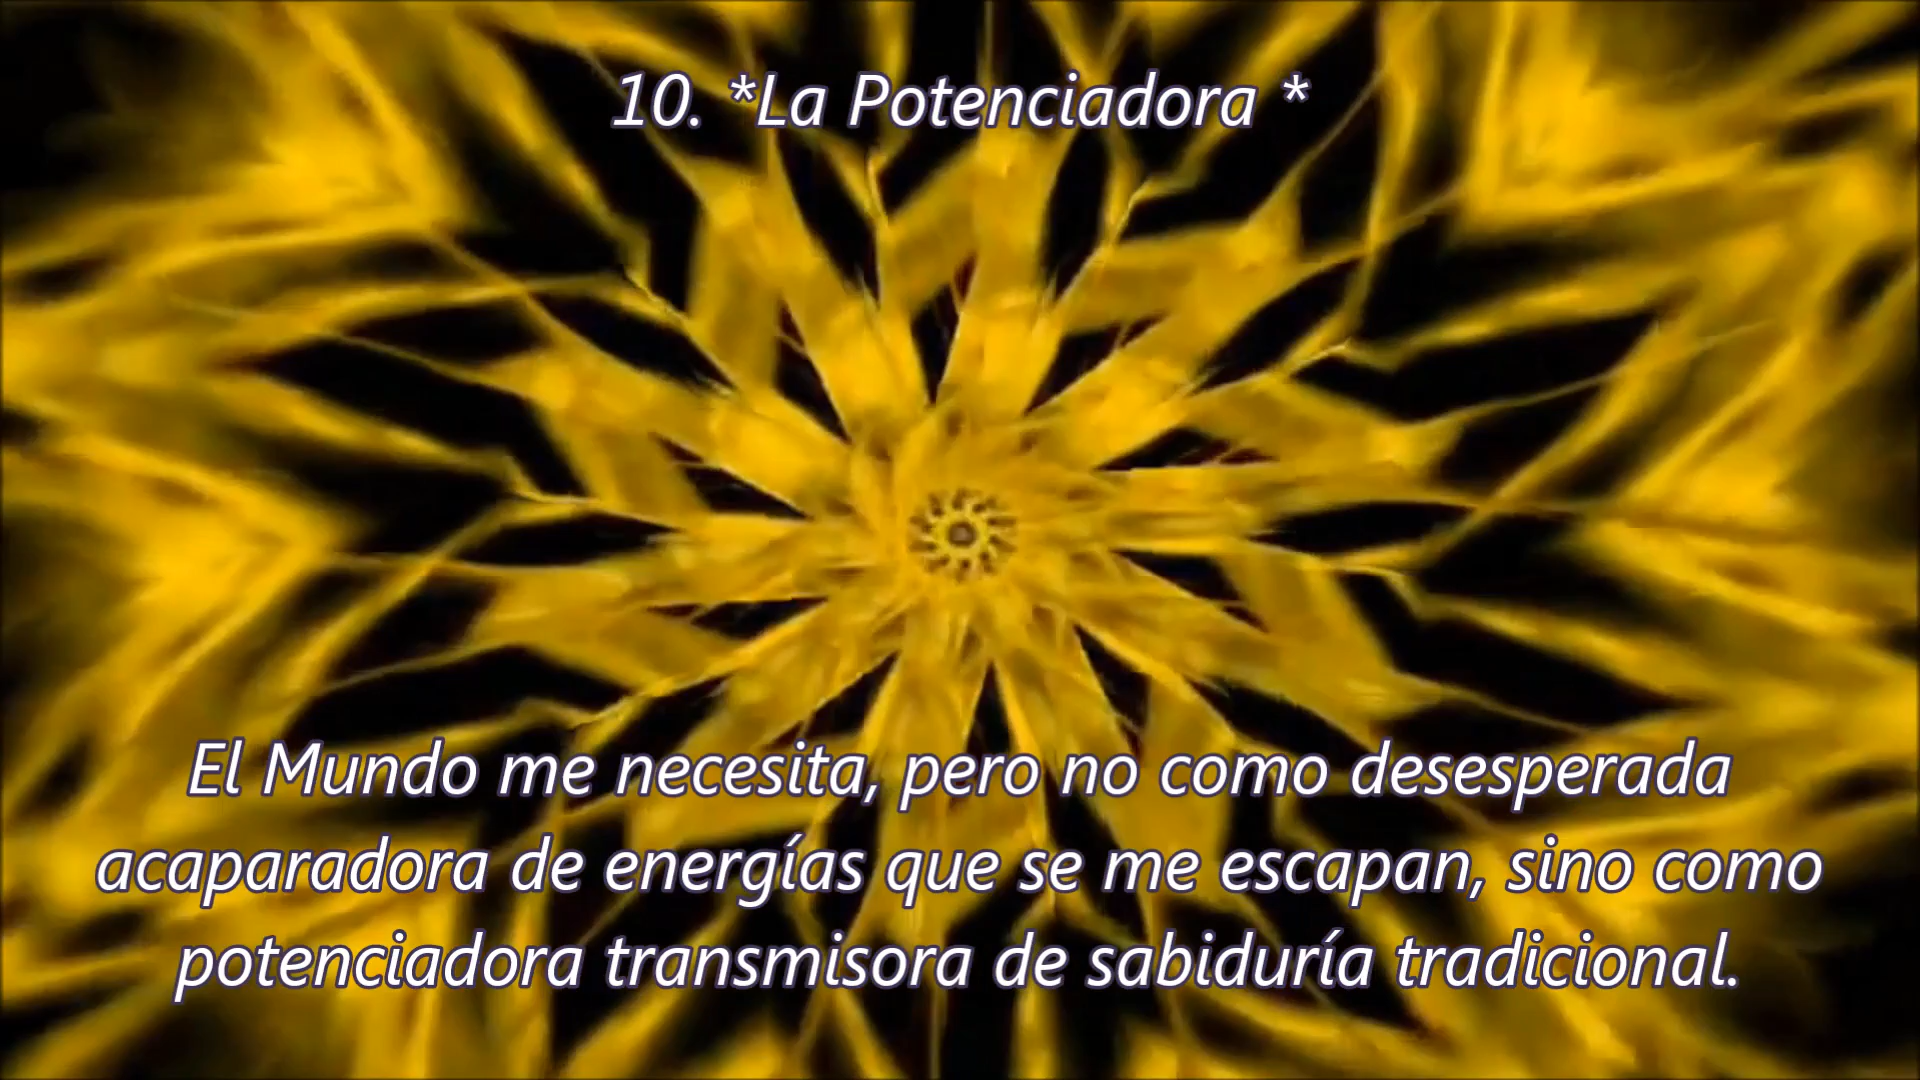 10. *La Potenciadora *
El Mundo me necesita, pero no como desesperada
acaparadora de energías que se me escapan, sino como
potenciadora transmisora de sabiduría tradicional.